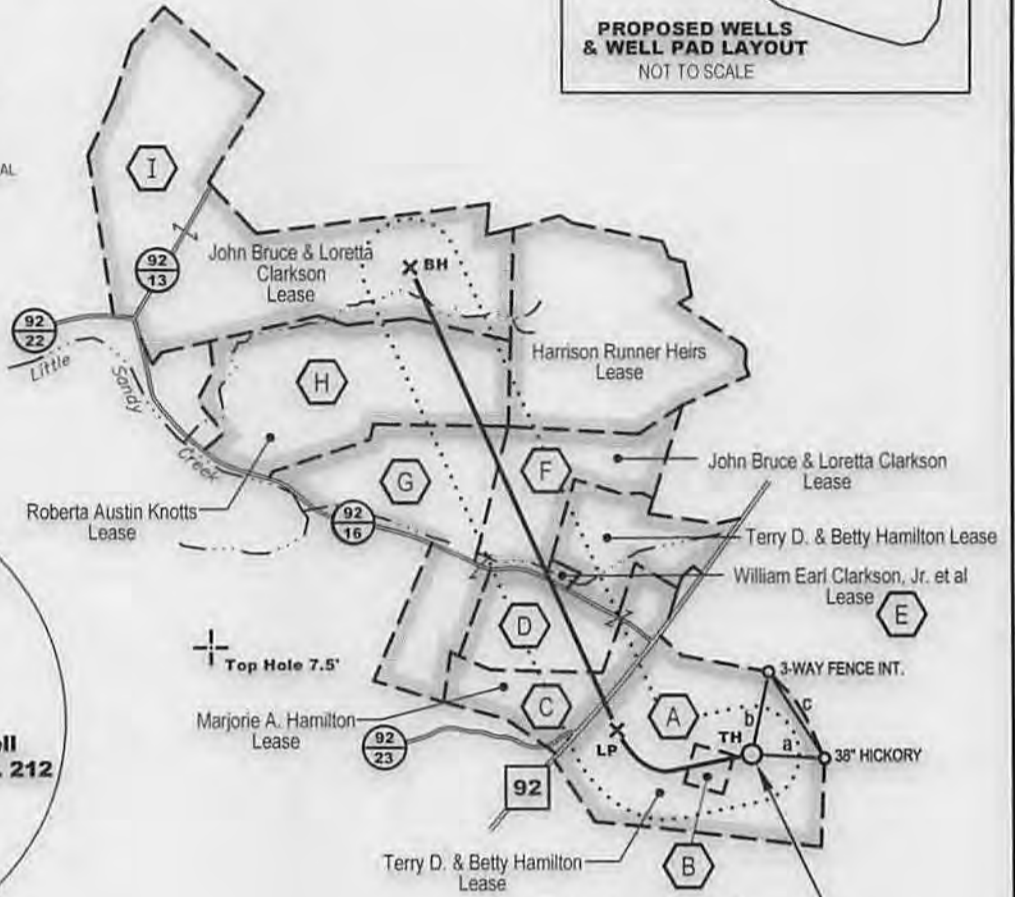 PROPOSED WELLS
& WELL PAD LAYOUT
NOT TO SCALE
AL
I
92
13
John Bruce & Loretta
Clarkson
Lease
BH
92
22
Little
Sandy
Creek
H
Harrison Runner Heirs
Lease
G
F
John Bruce & Loretta Clarkson
Lease
Roberta Austin Knotts
Lease
92
16
Terry D. & Betty Hamilton Lease
William Earl Clarkson, Jr. et al
Lease
E
D
Top Hole 7.5'
3-WAY FENCE INT.
Marjorie A. Hamilton
Lease
C
A
b
c
TH
a
38" HICKORY
LP
92
23
ell
. 212
92
Terry D. & Betty Hamilton
Lease
B